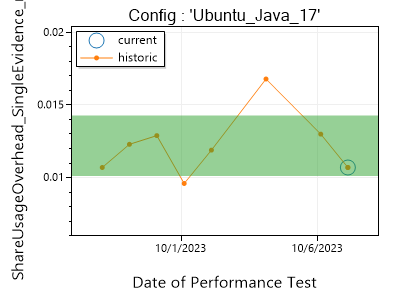 Config : 'Ubuntu_Java_17'
current
historic
0.02
0.015
0.01
10/1/2023
10/6/2023
Date of Performance Test
ShareUsageOverhead_SingleEvidence_